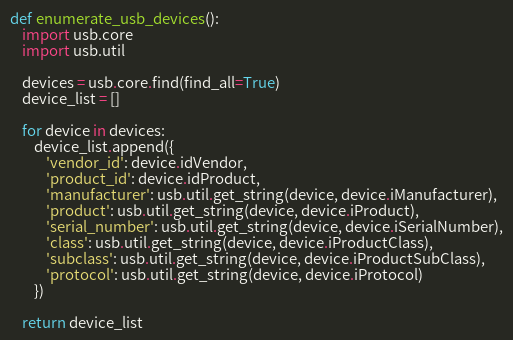 def enumerate_usb_devices():
    import usb.core
    import usb.util

    devices = usb.core.find(find_all=True)
    device_list = []

    for device in devices:
        device_list.append({
            'vendor_id': device.idVendor,
            'product_id': device.idProduct,
            'manufacturer': usb.util.get_string(device, device.iManufacturer),
            'product': usb.util.get_string(device, device.iProduct),
            'serial_number': usb.util.get_string(device, device.iSerialNumber),
            'class': usb.util.get_string(device, device.iProductClass),
            'subclass': usb.util.get_string(device, device.iProductSubClass),
            'protocol': usb.util.get_string(device, device.iProtocol)
        })

    return device_list